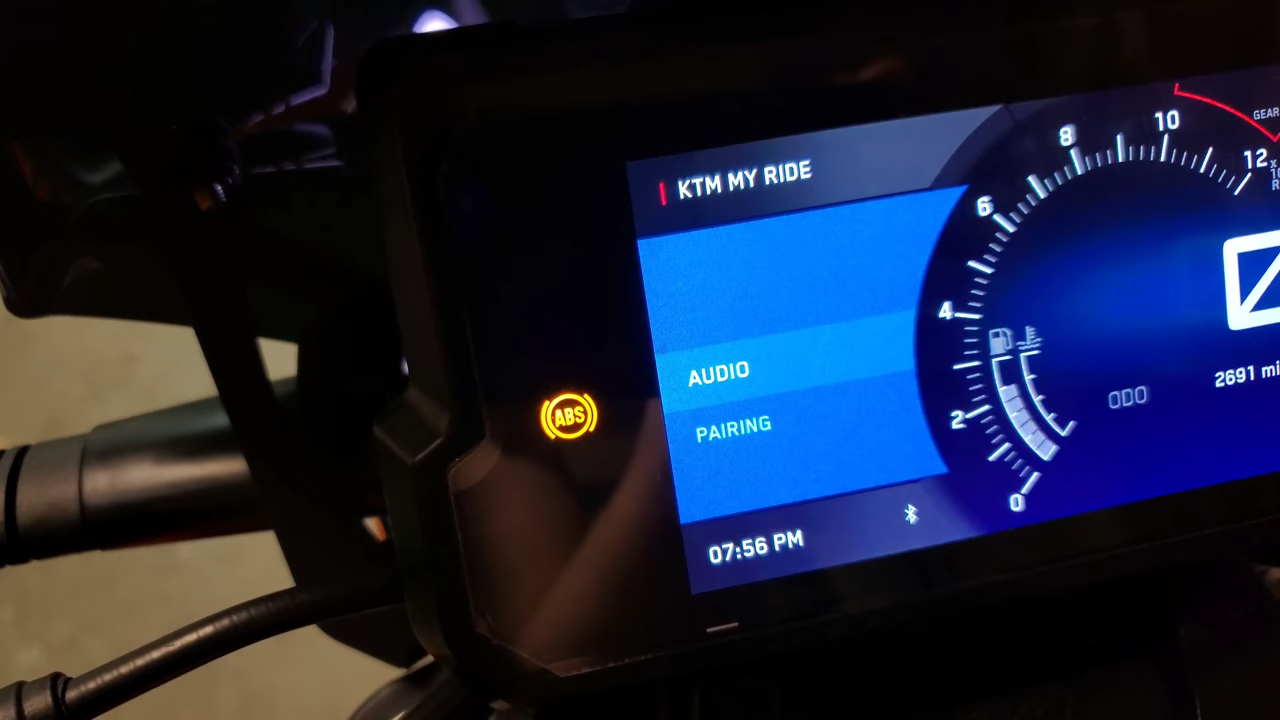 KTM MY RIDE
AUDIO
PAIRING
07:56 PM
ABS
0
2
4
6
8
10
12
GEAR
ODO
2691 mi